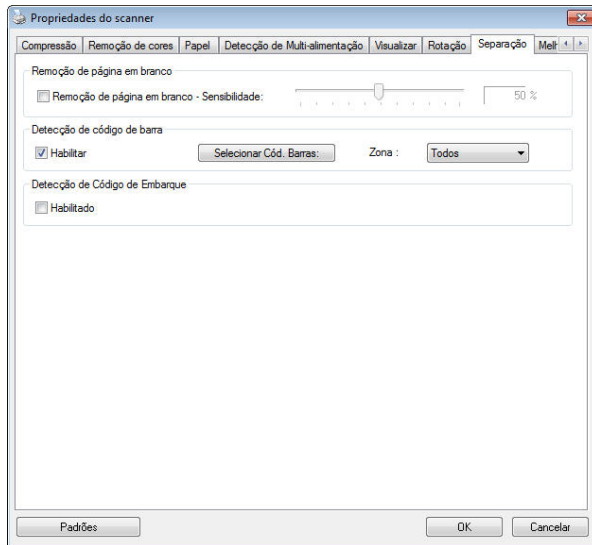 Propriedades do scanner
Compressão Remoção de cores Papel Detecção de Multi-alimentação Visualizar Rotação Separação Melh
Remoção de página em branco
Remoção de página em branco - Sensibilidade: 50 %
Detecção de código de barra
Habilitar Selecionar Cód. Barras: Zona : Todos
Detecção de Código de Embarque
Habilitado
Padrões OK Cancelar